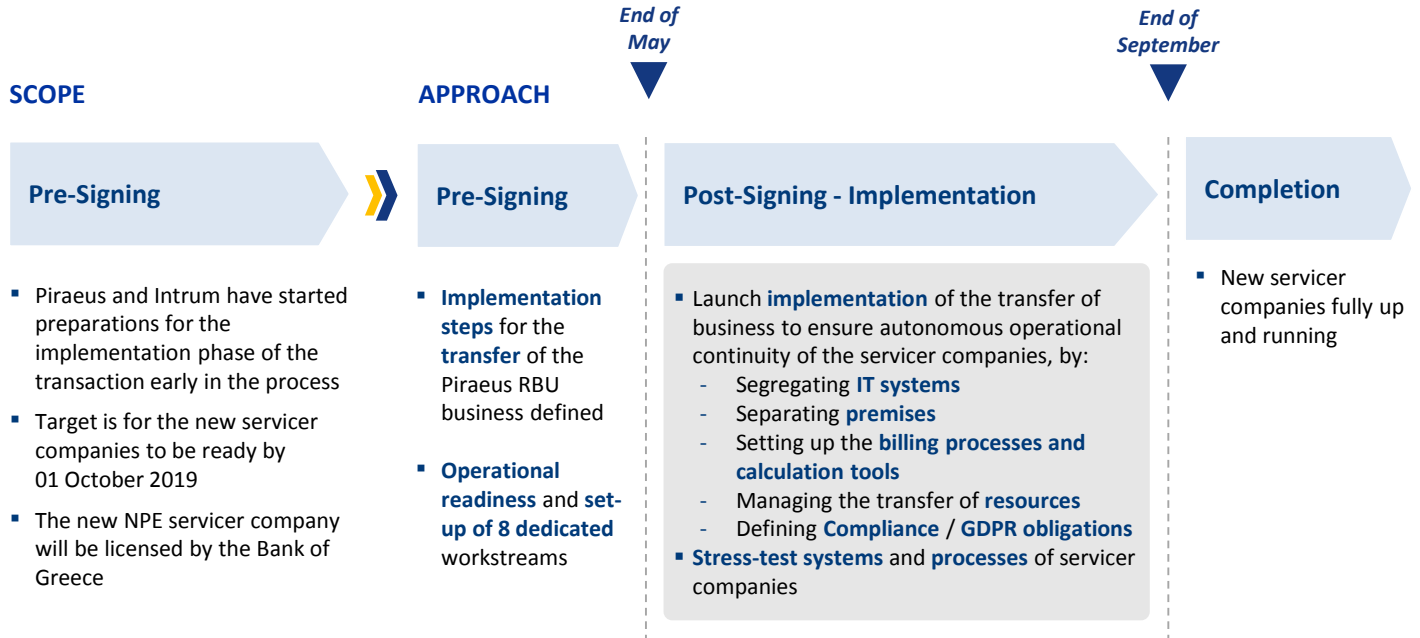 End of
May
End of
September
SCOPE
APPROACH
Pre-Signing
Pre-Signing
Post-Signing - Implementation
Completion
▪ Piraeus and Intrum have started
preparations for the
implementation phase of the
transaction early in the process
▪ Target is for the new servicer
companies to be ready by
01 October 2019
▪ The new NPE servicer company
will be licensed by the Bank of
Greece
▪ Implementation
steps for the
transfer of the
Piraeus RBU
business defined
▪ Operational
readiness and set-
up of 8 dedicated
workstreams
▪ Launch implementation of the transfer of
business to ensure autonomous operational
continuity of the servicer companies, by:
- Segregating IT systems
- Separating premises
- Setting up the billing processes and
calculation tools
- Managing the transfer of resources
- Defining Compliance / GDPR obligations
▪ Stress-test systems and processes of servicer
companies
▪ New servicer
companies fully up
and running